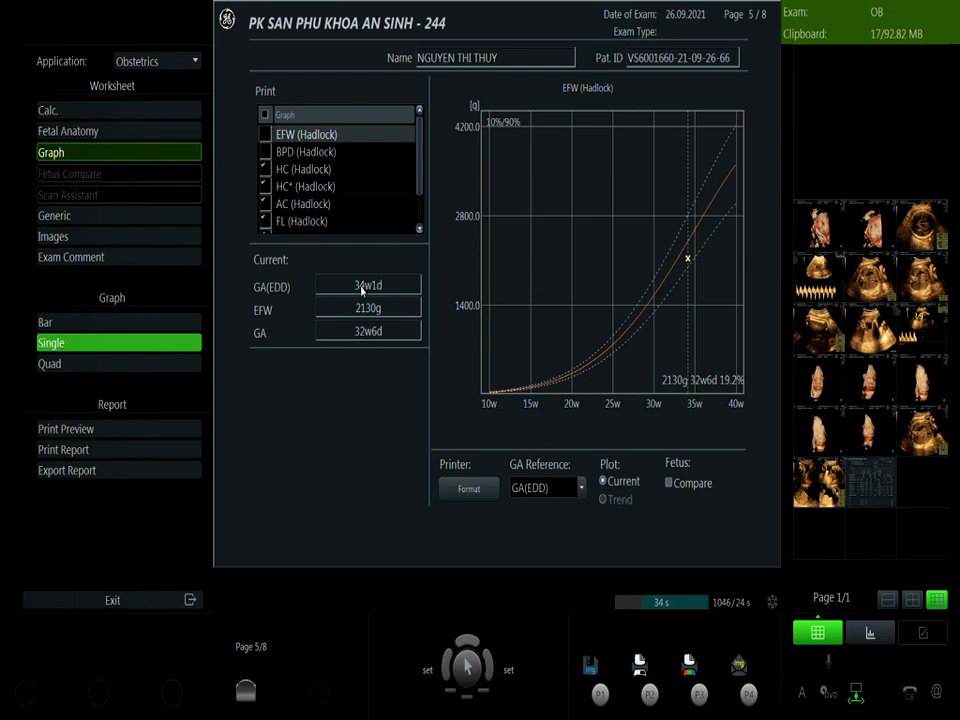 PK SAN PHU KHOA AN SINH - 244
Date of Exam: 26.09.2021 Page 5 / 8
Exam Type:
Exam: OB
Clipboard: 17/92.82 MB
Application: Obstetrics
Name NGUYEN THI THUY Pat. ID VS6001660-21-09-26-66
Worksheet
Calc.
Fetal Anatomy
Graph
Fetus Compare
Scan Assistant
Generic
Images
Exam Comment
Graph
Bar
Single
Quad
Report
Print Preview
Print Report
Export Report
Exit
Print
Graph
EFW (Hadlock)
BPD (Hadlock)
HC (Hadlock)
HC* (Hadlock)
AC (Hadlock)
FL (Hadlock)
Current:
GA(EDD) 34w1d
EFW 2130g
GA 32w6d
EFW (Hadlock)
[g]
10%/90%
4200.0
2800.0
1400.0
2130g 32w6d 19.2%
10w 15w 20w 25w 30w 35w 40w
Printer: GA Reference: Plot: Fetus:
Format GA(EDD) Current Compare
Trend
34 s 1046/24 s
Page 1/1
Page 5/8
set set
P1 P2 P3 P4
A DVD @